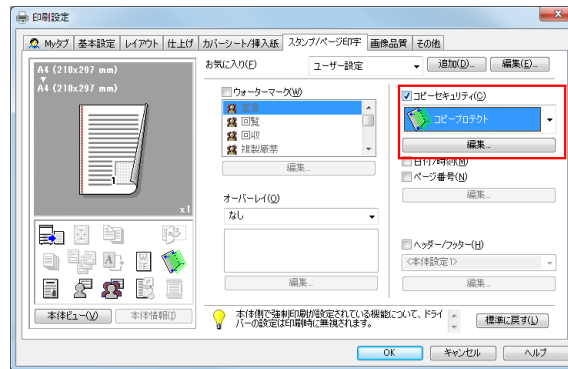 印刷設定
Myタブ 基本設定 レイアウト 仕上げ カバーシート/挿入紙 スタンプ/ページ印字 画像品質 その他
A4 (210x297 mm)
A4 (210x297 mm)
1
x1
本体ビュー(V) 本体情報(I)
お気に入り(F) ユーザー設定 追加(D)... 編集(E)...
ウォーターマーク(W)
至急
回覧
回収
複製厳禁
編集...
オーバーレイ(O)
なし
編集...
コピーセキュリティ(C)
コピープロテクト
編集...
日付/時刻(M)
ページ番号(N)
編集...
ヘッダー/フッター(H)
<本体設定1>
編集...
本体側で強制印刷が設定されている機能について、ドライ
バーの設定は印刷時に無視されます。
標準に戻す(L)
OK キャンセル ヘルプ